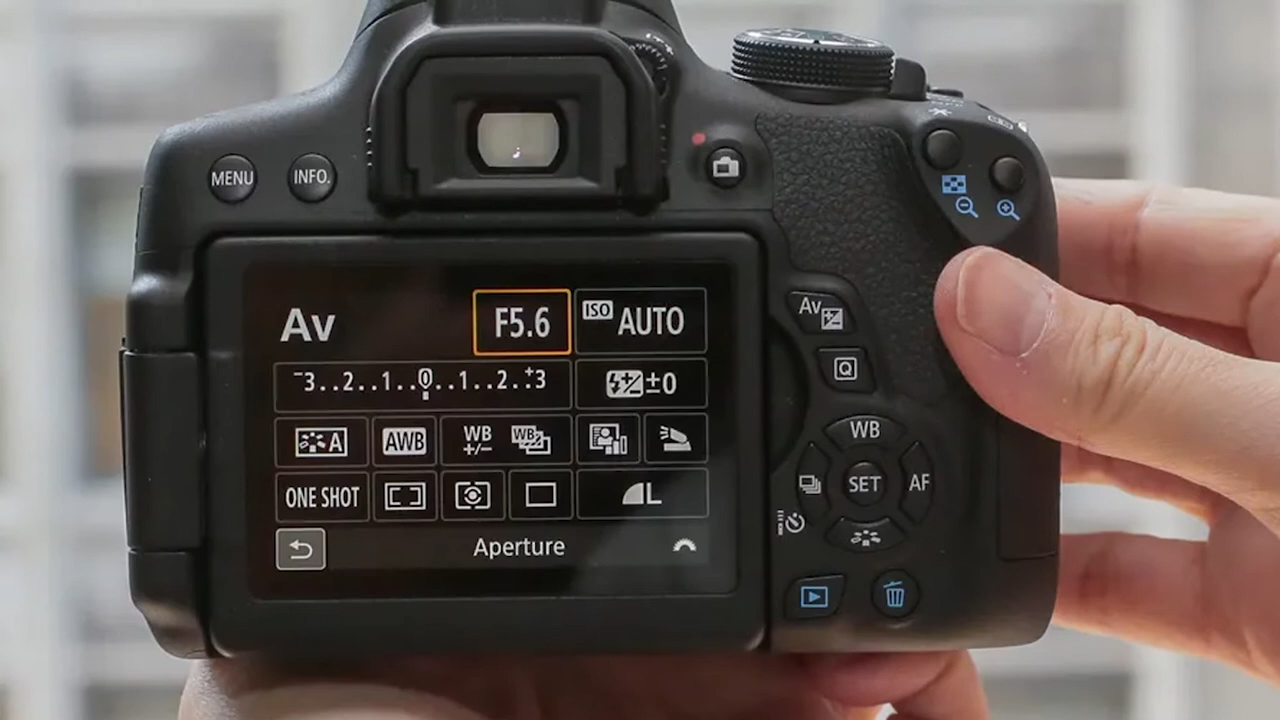 MENU
INFO.
Av
F5.6
ISO AUTO
-3..2..1..0..1..2.:+3
±0
A
AWB
WB +/-
WB
ONE SHOT
L
Aperture
Av
Q
WB
SET
AF